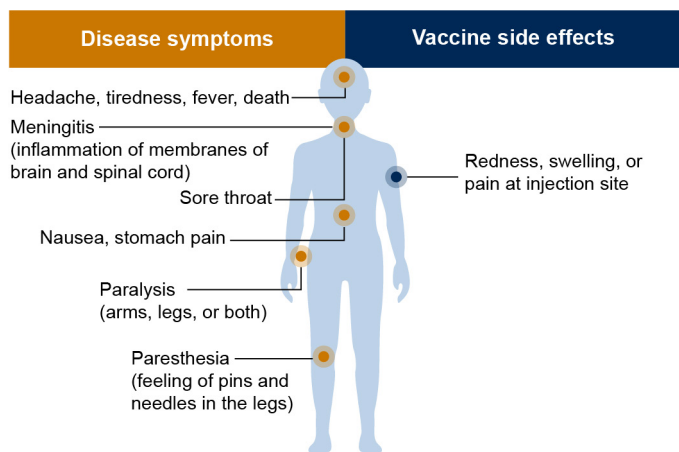 Disease symptoms
Vaccine side effects
Headache, tiredness, fever, death
Meningitis
(inflammation of membranes of
brain and spinal cord)
Sore throat
Nausea, stomach pain
Paralysis
(arms, legs, or both)
Paresthesia
(feeling of pins and
needles in the legs)
Redness, swelling, or
pain at injection site